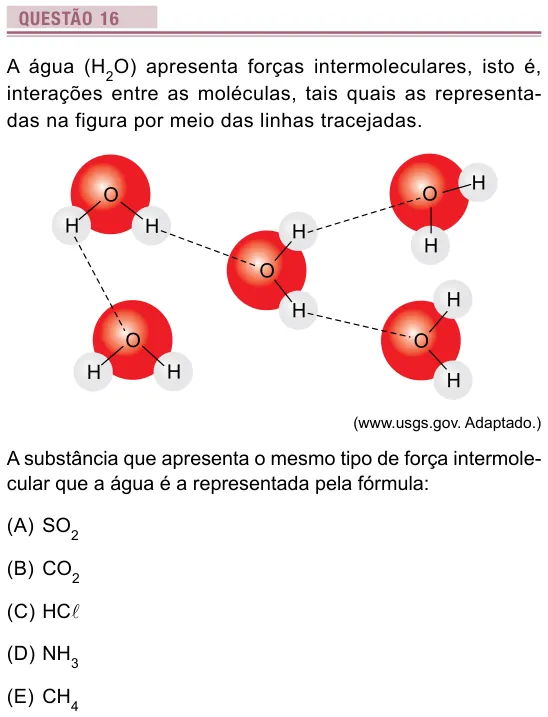 QUESTÃO 16
A água (H₂O) apresenta forças intermoleculares, isto é,
interações entre as moléculas, tais quais as representa-
das na figura por meio das linhas tracejadas.
O
H
H
O
H
H
H
O
H
O
H
H
H
O
H
(www.usgs.gov. Adaptado.)
A substância que apresenta o mesmo tipo de força intermole-
cular que a água é a representada pela fórmula:
(A) SO₂
(B) CO₂
(C) HCℓ
(D) NH₃
(E) CH₄